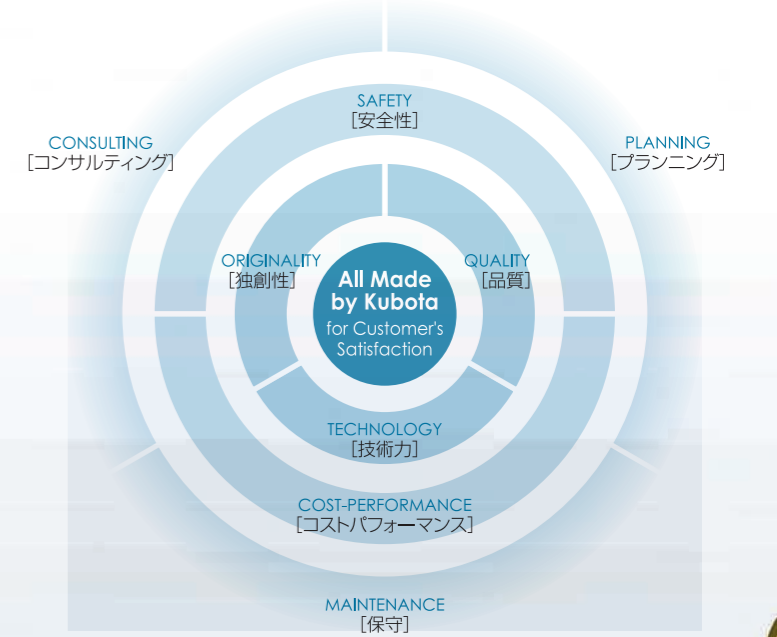 SAFETY
[安全性]
CONSULTING
[コンサルティング]
PLANNING
[プランニング]
ORIGINALITY
[独創性]
QUALITY
[品質]
All Made
by Kubota
for Customer's
Satisfaction
TECHNOLOGY
[技術力]
COST-PERFORMANCE
[コストパフォーマンス]
MAINTENANCE
[保守]